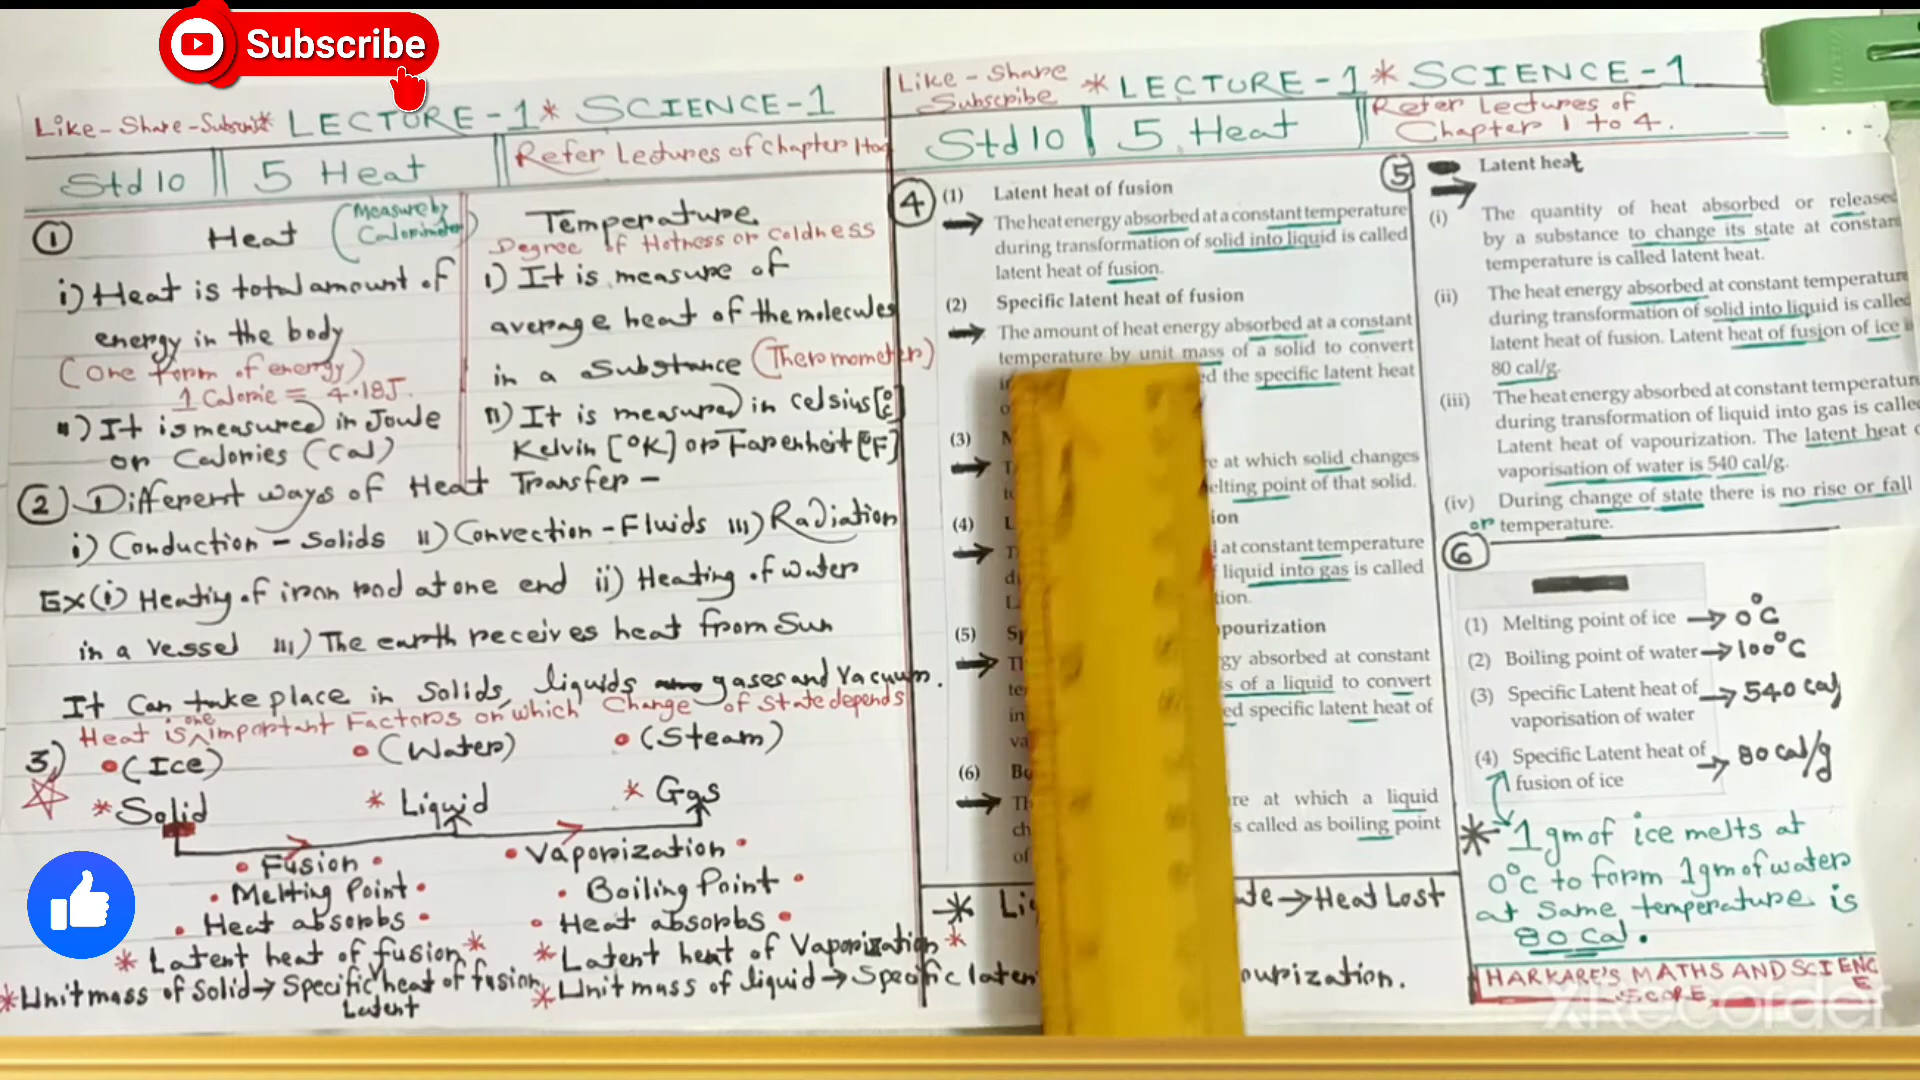 Subscribe
Like-Share-Subscribe* LECTURE-1* SCIENCE-1
Std 10 5 Heat Refer Lectures of Chapter 1to
1 Heat (Measure by
Calorimeter)
i) Heat is total amount of
energy in the body
(One form of energy)
1 Calorie = 4.18J.
ii) It is measured in Joule
or Calories (Cal)
Temperature
Degree of Hotness or Coldness
i) It is measure of
average heat of the molecules
in a Substance (Thermometer)
ii) It is measured in celsius [°C]
Kelvin [°K] or Farenheit [°F]
2 Different ways of Heat Transfer -
i) Conduction - Solids ii) Convection - Fluids iii) Radiation
Ex (i) Heating of iron rod at one end ii) Heating of water
in a vessel iii) The earth receives heat from Sun
It Can take place in Solids, liquids gases and Vacuum.
Heat is one important Factors on which Change of State depends
3) •(Ice) •(Water) •(Steam)
*Solid *Liquid *Gas
• Fusion • • Vaporization •
• Melting Point • • Boiling Point •
• Heat absorbs • • Heat absorbs •
* Latent heat of fusion * * Latent heat of Vaporization *
*Unit mass of Solid→ Specific Latent heat of fusion *Unit mass of liquid → Specific laten
ourization.
Like - Share
Subscribe
* LECTURE-1* SCIENCE-1
Std 10 5 Heat Refer Lectures of
Chapter 1 to 4.
4 (1) Latent heat of fusion
The heat energy absorbed at a constant temperature
during transformation of solid into liquid is called
latent heat of fusion.
(2) Specific latent heat of fusion
The amount of heat energy absorbed at a constant
temperature by unit mass of a solid to convert
ed the specific latent heat
(3)
e at which solid changes
elting point of that solid.
(4)
ion
at constant temperature
liquid into gas is called
tion.
(5) pourization
gy absorbed at constant
s of a liquid to convert
ed specific latent heat of
(6)
re at which a liquid
s called as boiling point
of
te → Heat Lost
5 Latent heat
(i) The quantity of heat absorbed or released
by a substance to change its state at constan
temperature is called latent heat.
(ii) The heat energy absorbed at constant temperature
during transformation of solid into liquid is called
latent heat of fusion. Latent heat of fusion of ice i
80 cal/g.
(iii) The heat energy absorbed at constant temperatur
during transformation of liquid into gas is calle
Latent heat of vapourization. The latent heat o
vaporisation of water is 540 cal/g.
(iv) During change of state there is no rise or fall
or temperature.
6
(1) Melting point of ice → 0°C
(2) Boiling point of water → 100°C
(3) Specific Latent heat of → 540 cal/
vaporisation of water
(4) Specific Latent heat of → 80 cal/g
fusion of ice
* 1 gm of ice melts at
0°C to form 1gm of water
at same temperature is
80 Cal.
HARKARE'S MATHS AND SCIENCE
SCORE
XRecorder